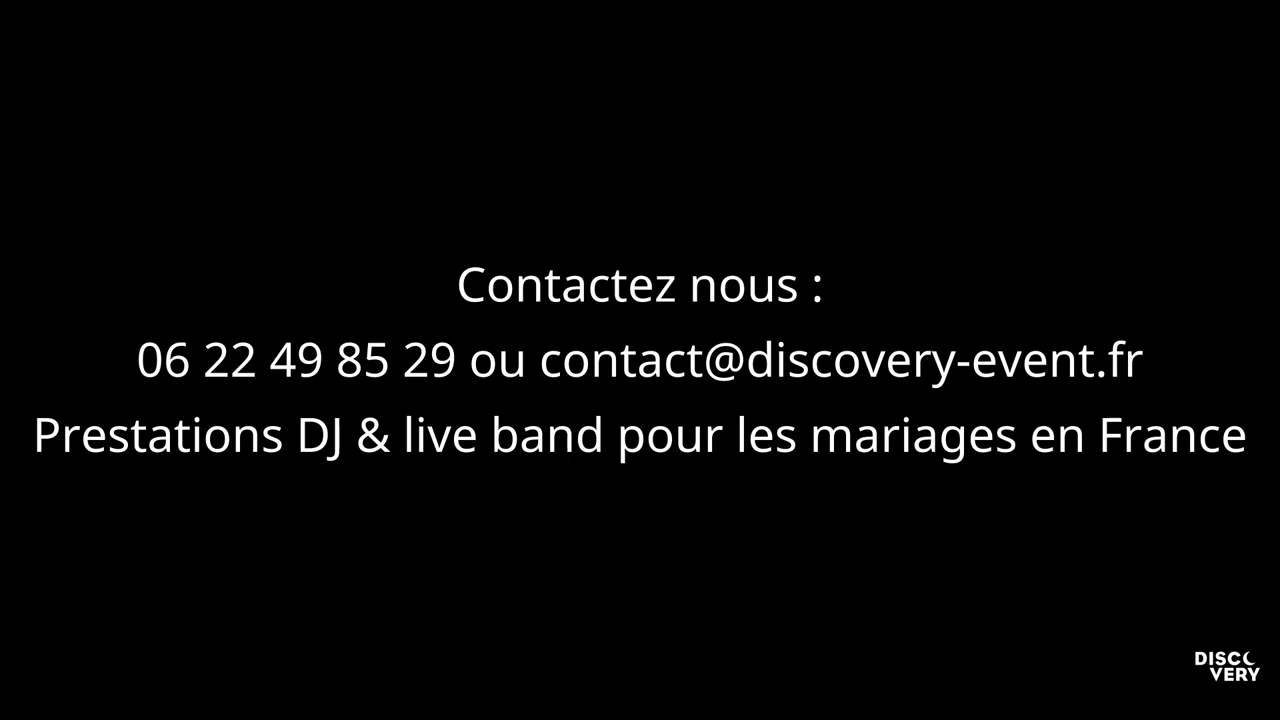 Contactez nous :
06 22 49 85 29 ou contact@discovery-event.fr
Prestations DJ & live band pour les mariages en France
DISCO
VERY